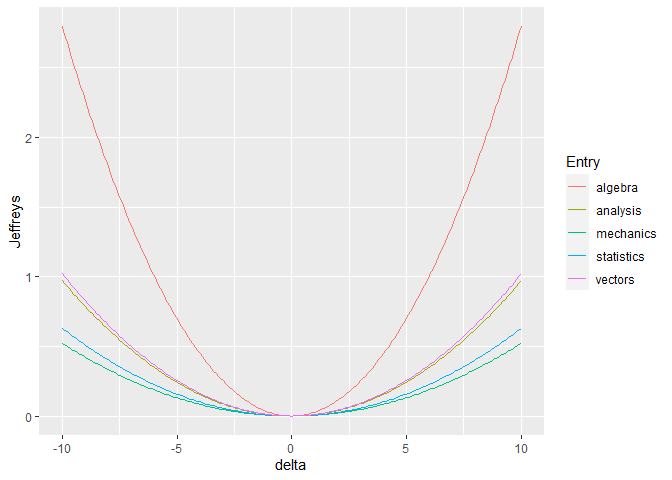 Jeffreys
2
1
0
-10
-5
0
5
10
delta
Entry
algebra
analysis
mechanics
statistics
vectors